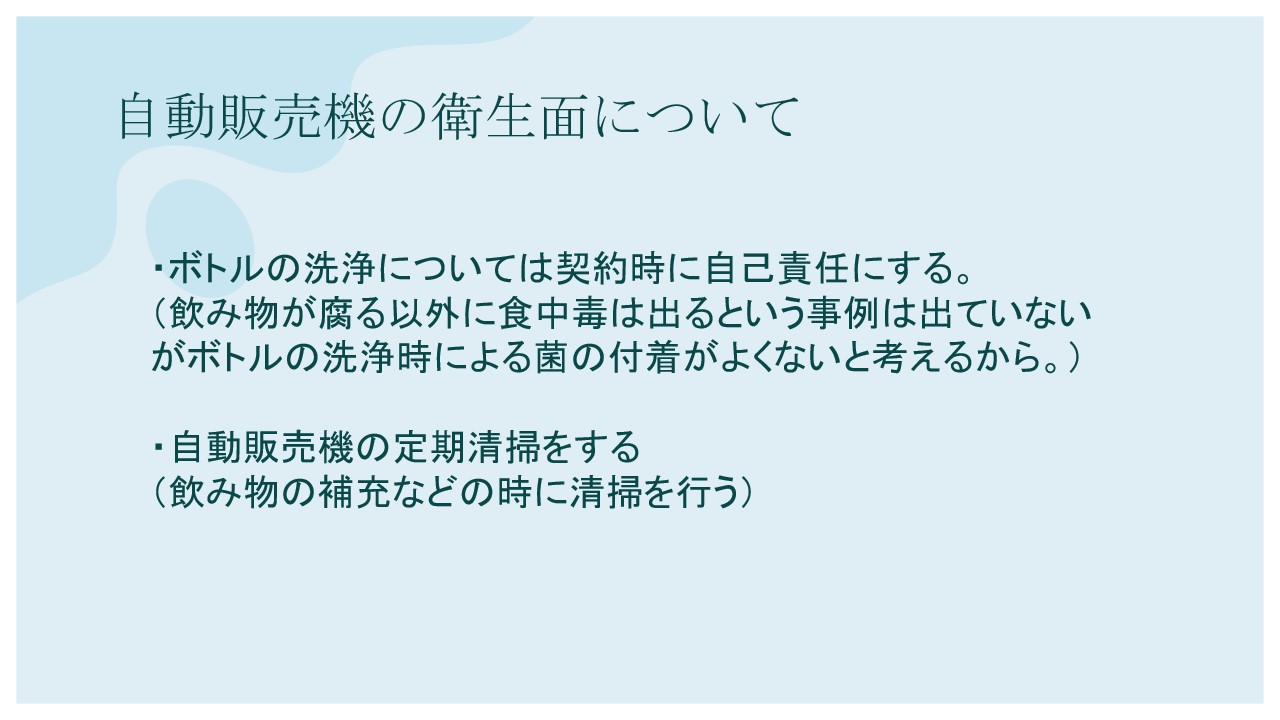 自動販売機の衛生面について
・ボトルの洗浄については契約時に自己責任にする。
（飲み物が腐る以外に食中毒は出るという事例は出ていない
がボトルの洗浄時による菌の付着がよくないと考えるから。）
・自動販売機の定期清掃をする
（飲み物の補充などの時に清掃を行う）